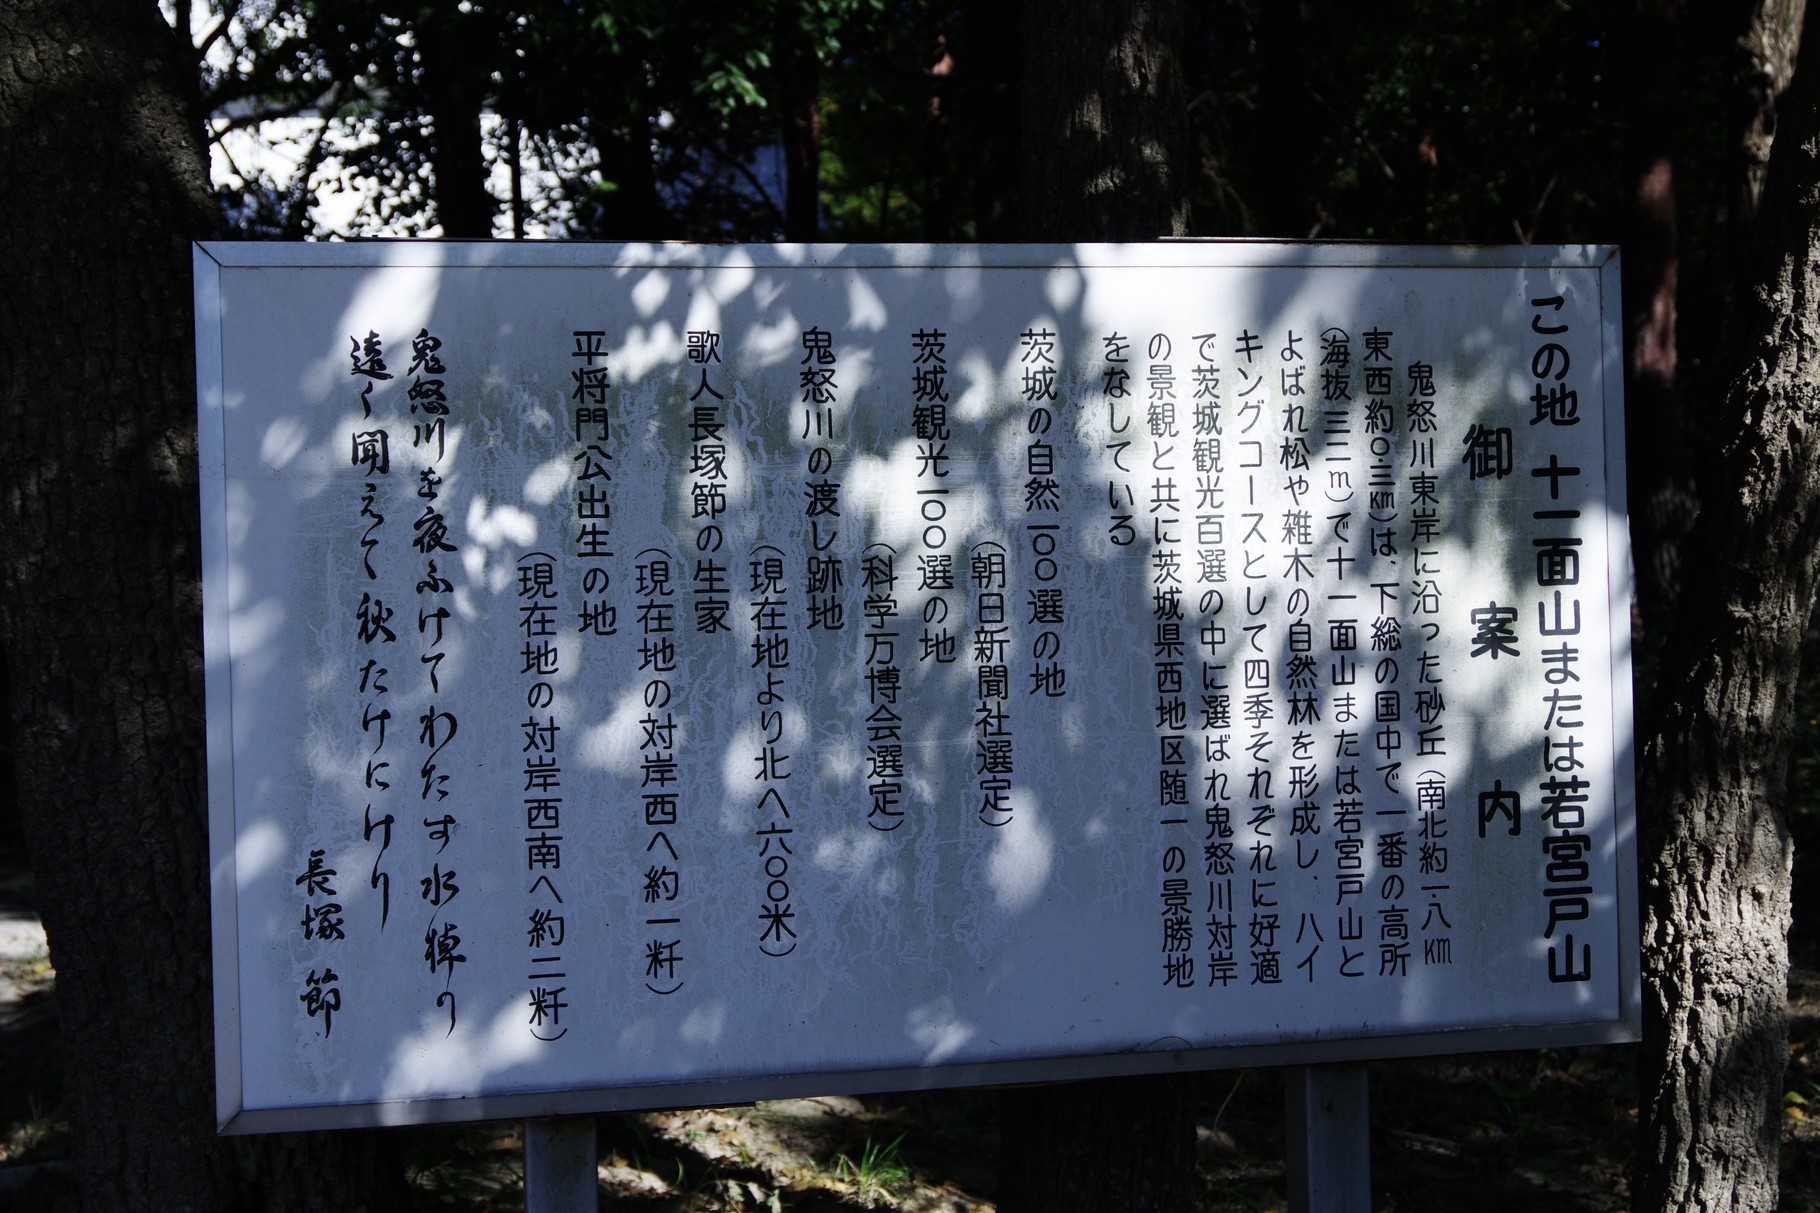 この地 十一面山または若宮戸山
御案内
鬼怒川東岸に沿った砂丘(南北約一・八㎞
東西約〇・三㎞)は、下総の国中で一番の高所
(海抜三二m)で十一面山または若宮戸山と
よばれ松や雑木の自然林を形成し、ハイ
キングコースとして四季それぞれに好適
で茨城観光百選の中に選ばれ鬼怒川対岸
の景観と共に茨城県西地区随一の景勝地
をなしている
茨城の自然一〇〇選の地
(朝日新聞社選定)
茨城観光一〇〇選の地
(科学万博会選定)
鬼怒川の渡し跡地
(現在地より北へ六〇〇米)
歌人長塚節の生家
(現在地の対岸西へ約一粁)
平将門公出生の地
(現在地の対岸西南へ約二粁)
鬼怒川を夜ふけてわたす水棹の
遠く聞えて秋たけにけり
長塚節